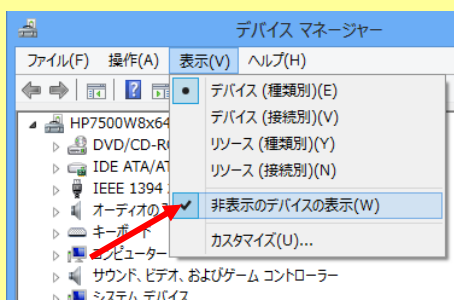 デバイス マネージャー
ファイル(F) 操作(A) 表示(V) ヘルプ(H)
デバイス (種類別)(E)
デバイス (接続別)(V)
リソース (種類別)(Y)
リソース (接続別)(N)
非表示のデバイスの表示(W)
カスタマイズ(U)...
HP7500W8x64
DVD/CD-R
IDE ATA/AT
IEEE 1394
オーディオの
キーボード
コンピューター
サウンド、ビデオ、およびゲーム コントローラー
システム デバイス